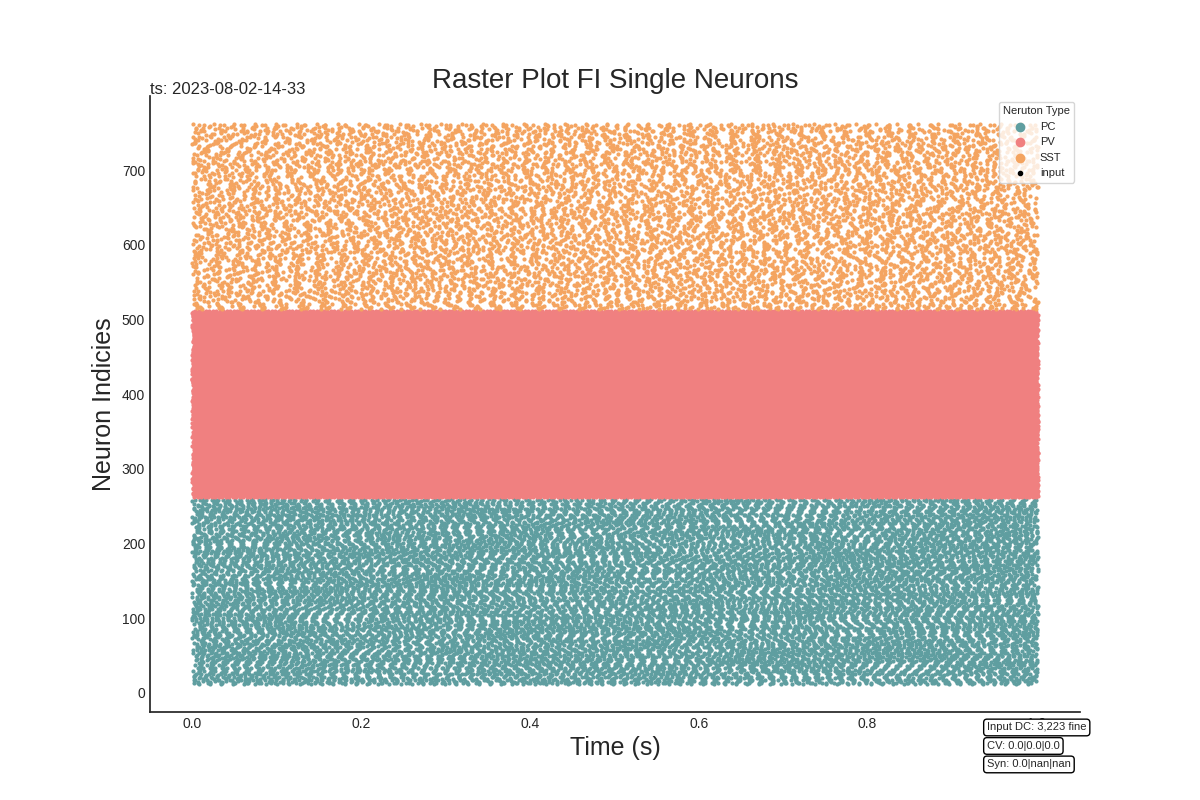 Raster Plot FI Single Neurons
ts: 2023-08-02-14-33
Neruton Type
PC
PV
SST
input
Neuron Indicies
700
600
500
400
300
200
100
0
0.0 0.2 0.4 0.6 0.8
Time (s)
Input DC: 3,223 fine
CV: 0.0|0.0|0.0
Syn: 0.0|nan|nan